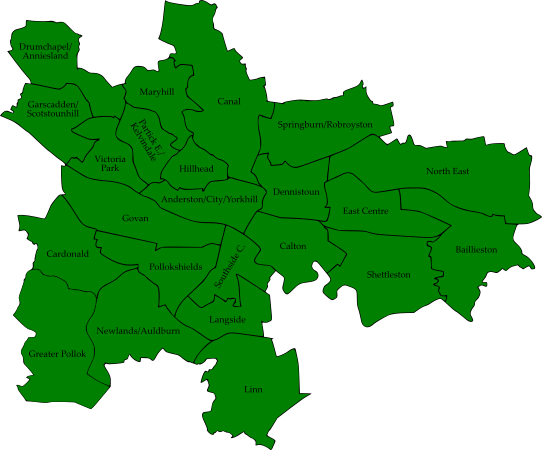 Drumchapel/
Anniesland
Maryhill
Canal
Garscadden/
Scotstounhill
Partick E./
Kelvindale
Springburn/Robroyston
Victoria
Park
Hillhead
North East
Dennistoun
Anderston/City/Yorkhill
East Centre
Govan
Calton
Baillieston
Cardonald
Pollokshields
Southside C.
Shettleston
Langside
Newlands/Auldburn
Greater Pollok
Linn